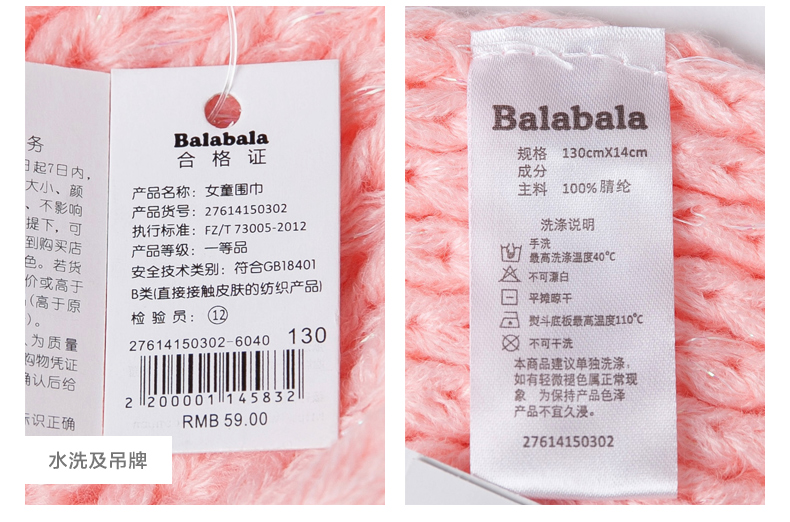 务
日起7日内,
大小、颜
、不影响
提下，可
到购买店
色。若货
价或高于
(高于原
)。
为质量
购物凭证
确认后给
标识正确
Balabala
合格证
产品名称: 女童围巾
产品货号: 27614150302
执行标准: FZ/T 73005-2012
产品等级: 一等品
安全技术类别: 符合GB18401
B类(直接接触皮肤的纺织产品)
检验员: ⑫
27614150302-6040 130
2 200001 145832
RMB 59.00
水洗及吊牌
Balabala
规格 130cmX14cm
成分
主料 100%腈纶
洗涤说明
手洗
最高洗涤温度40℃
不可漂白
平摊晾干
熨斗底板最高温度110℃
不可干洗
本商品建议单独洗涤,
如有轻微褪色属正常现
象 为保持产品色泽
产品不宜久浸。
27614150302